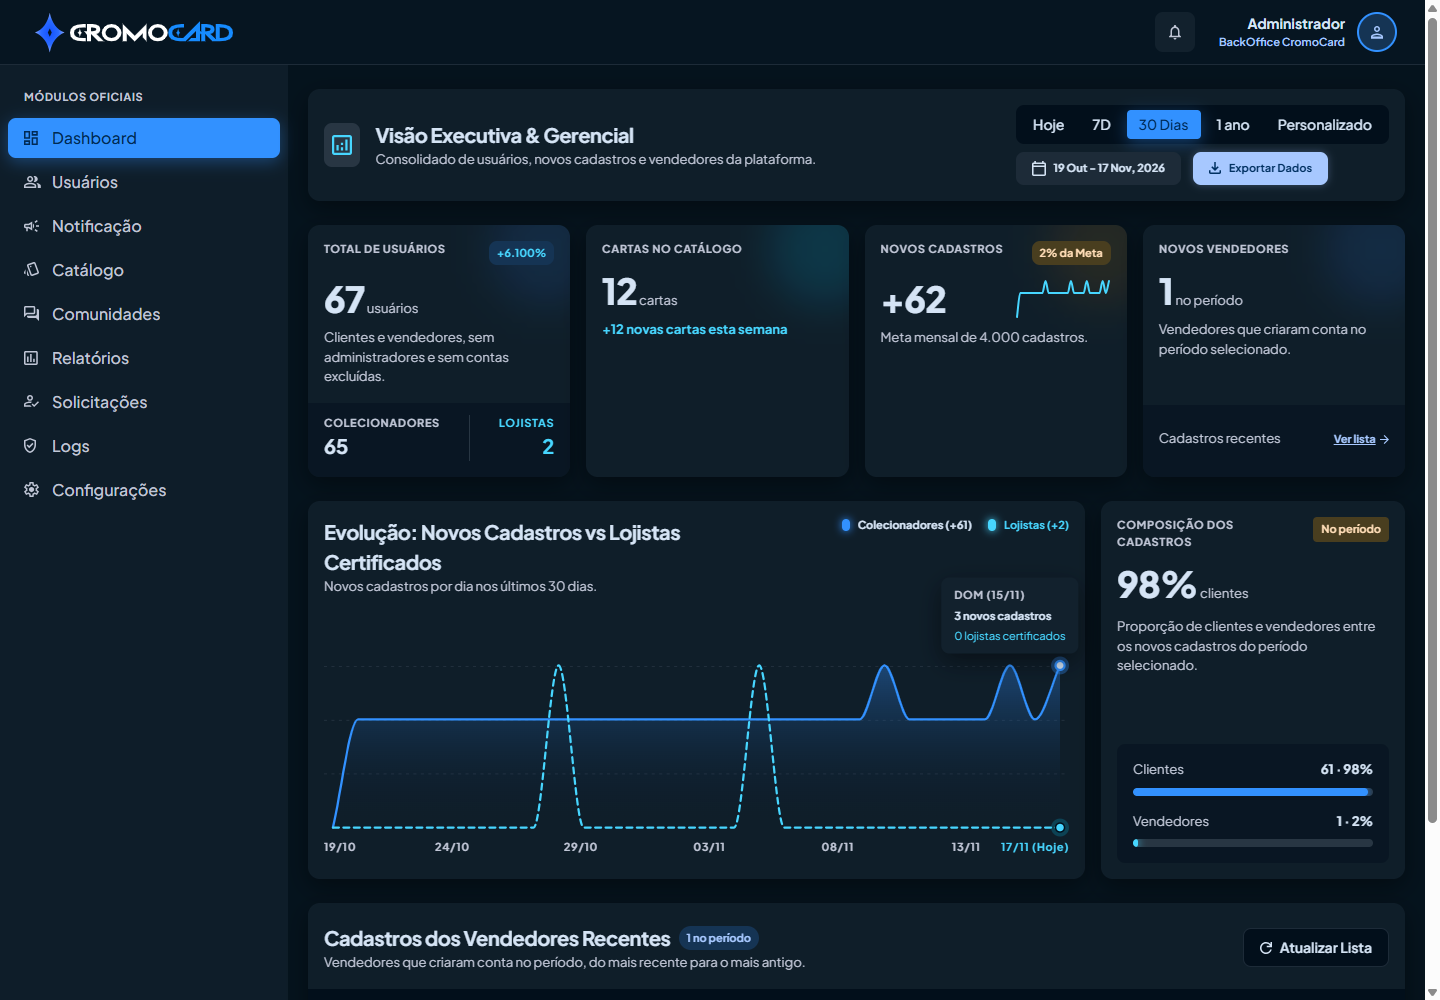 CROMOCARD
Administrador
BackOffice CromoCard
MÓDULOS OFICIAIS
Dashboard
Usuários
Notificação
Catálogo
Comunidades
Relatórios
Solicitações
Logs
Configurações
Visão Executiva & Gerencial
Consolidado de usuários, novos cadastros e vendedores da plataforma.
Hoje 7D 30 Dias 1 ano Personalizado
19 Out – 17 Nov, 2026
Exportar Dados
TOTAL DE USUÁRIOS
+6.100%
67 usuários
Clientes e vendedores, sem
administradores e sem contas
excluídas.
COLECIONADORES
65
LOJISTAS
2
CARTAS NO CATÁLOGO
12 cartas
+12 novas cartas esta semana
NOVOS CADASTROS
2% da Meta
+62
Meta mensal de 4.000 cadastros.
NOVOS VENDEDORES
1 no período
Vendedores que criaram conta no
período selecionado.
Cadastros recentes
Ver lista →
Evolução: Novos Cadastros vs Lojistas
Certificados
Novos cadastros por dia nos últimos 30 dias.
Colecionadores (+61)
Lojistas (+2)
DOM (15/11)
3 novos cadastros
0 lojistas certificados
19/10 24/10 29/10 03/11 08/11 13/11 17/11 (Hoje)
COMPOSIÇÃO DOS
CADASTROS
No período
98% clientes
Proporção de clientes e vendedores entre
os novos cadastros do período
selecionado.
Clientes 61 · 98%
Vendedores 1 · 2%
Cadastros dos Vendedores Recentes
1 no período
Vendedores que criaram conta no período, do mais recente para o mais antigo.
Atualizar Lista